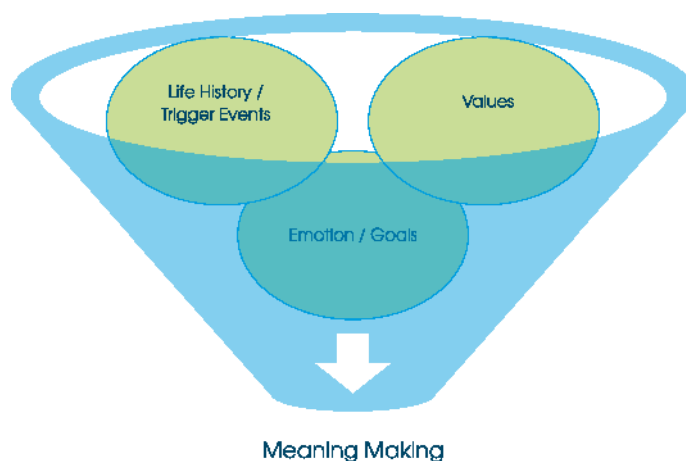 Life History /
Trigger Events
Values
Emotion / Goals
Meaning Making